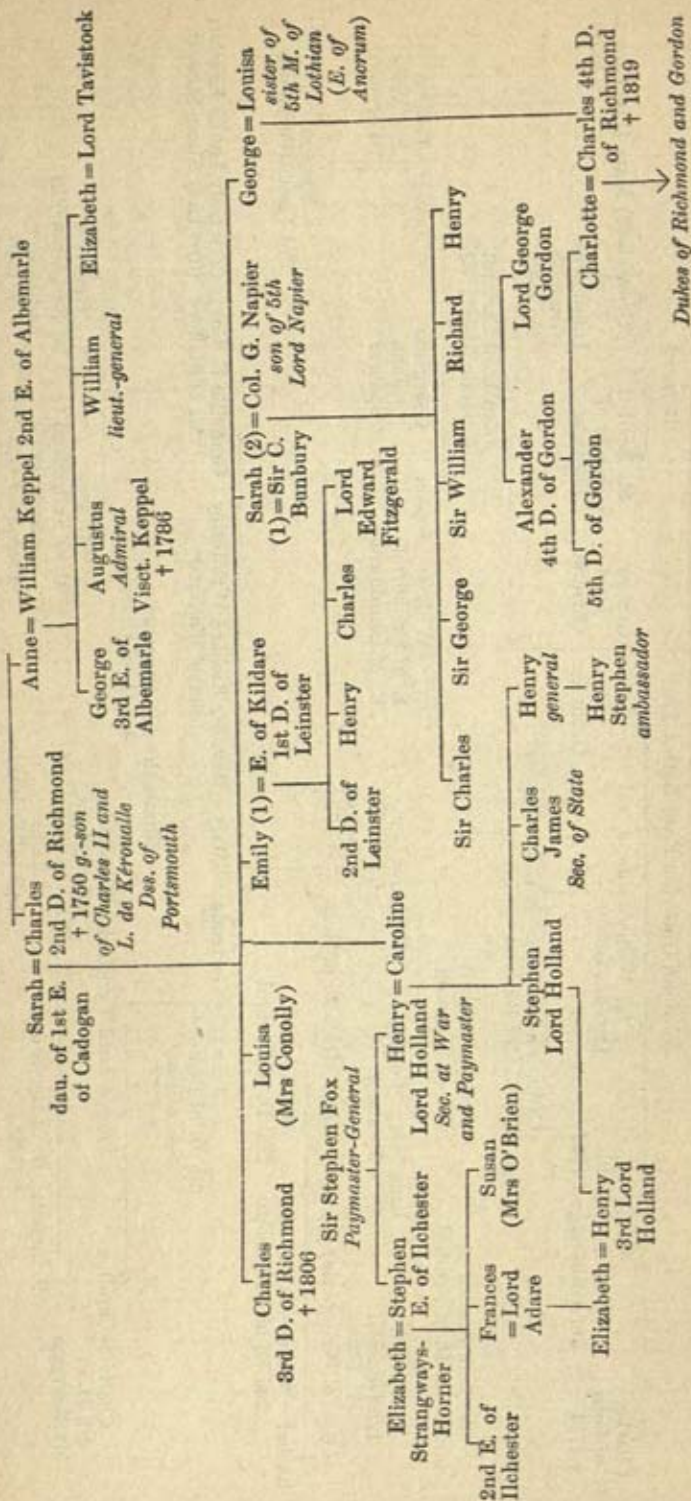 Sarah=Charles
dau. of 1st E.
of Cadogan
2nd D. of Richmond
† 1750 g.-son
of Charles II and
L. de Kéroualle
Dss. of
Portsmouth
Anne=William Keppel 2nd E. of Albemarle
George
3rd E. of
Albemarle
Augustus
Admiral
Visct. Keppel
† 1786
William
lieut.-general
Elizabeth=Lord Tavistock
Charles
3rd D. of Richmond
† 1806
Louisa
(Mrs Conolly)
Emily (1)=E. of Kildare
1st D. of
Leinster
Sarah (2)=Col. G. Napier
son of 5th
Lord Napier
(1)=Sir C.
Bunbury
George=Louisa
sister of
5th M. of
Lothian
(E. of
Ancrum)
Sir Stephen Fox
Paymaster-General
2nd D. of
Leinster
Henry
Charles
Lord
Edward
Fitzgerald
Elizabeth=Stephen
Strangways-
Horner
E. of Ilchester
Henry=Caroline
Lord Holland
Sec. at War
and Paymaster
Sir Charles
Sir George
Sir William
Richard
Henry
2nd E. of
Ilchester
Frances
=Lord
Adare
Susan
(Mrs O'Brien)
Stephen
Lord Holland
Charles
James
Sec. of State
Henry
general
Alexander
4th D. of Gordon
Lord George
Gordon
Elizabeth=Henry
3rd Lord
Holland
Henry
Stephen
ambassador
5th D. of Gordon
Charlotte=Charles 4th D.
of Richmond
† 1819
Dukes of Richmond and Gordon